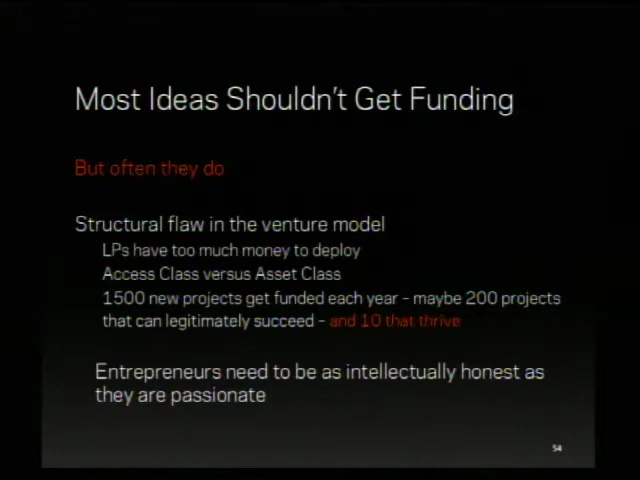 Most Ideas Shouldn't Get Funding
But often they do
Structural flaw in the venture model
LPs have too much money to deploy
Access Class versus Asset Class
1500 new projects get funded each year – maybe 200 projects
that can legitimately succeed – and 10 that thrive
Entrepreneurs need to be as intellectually honest as
they are passionate
54